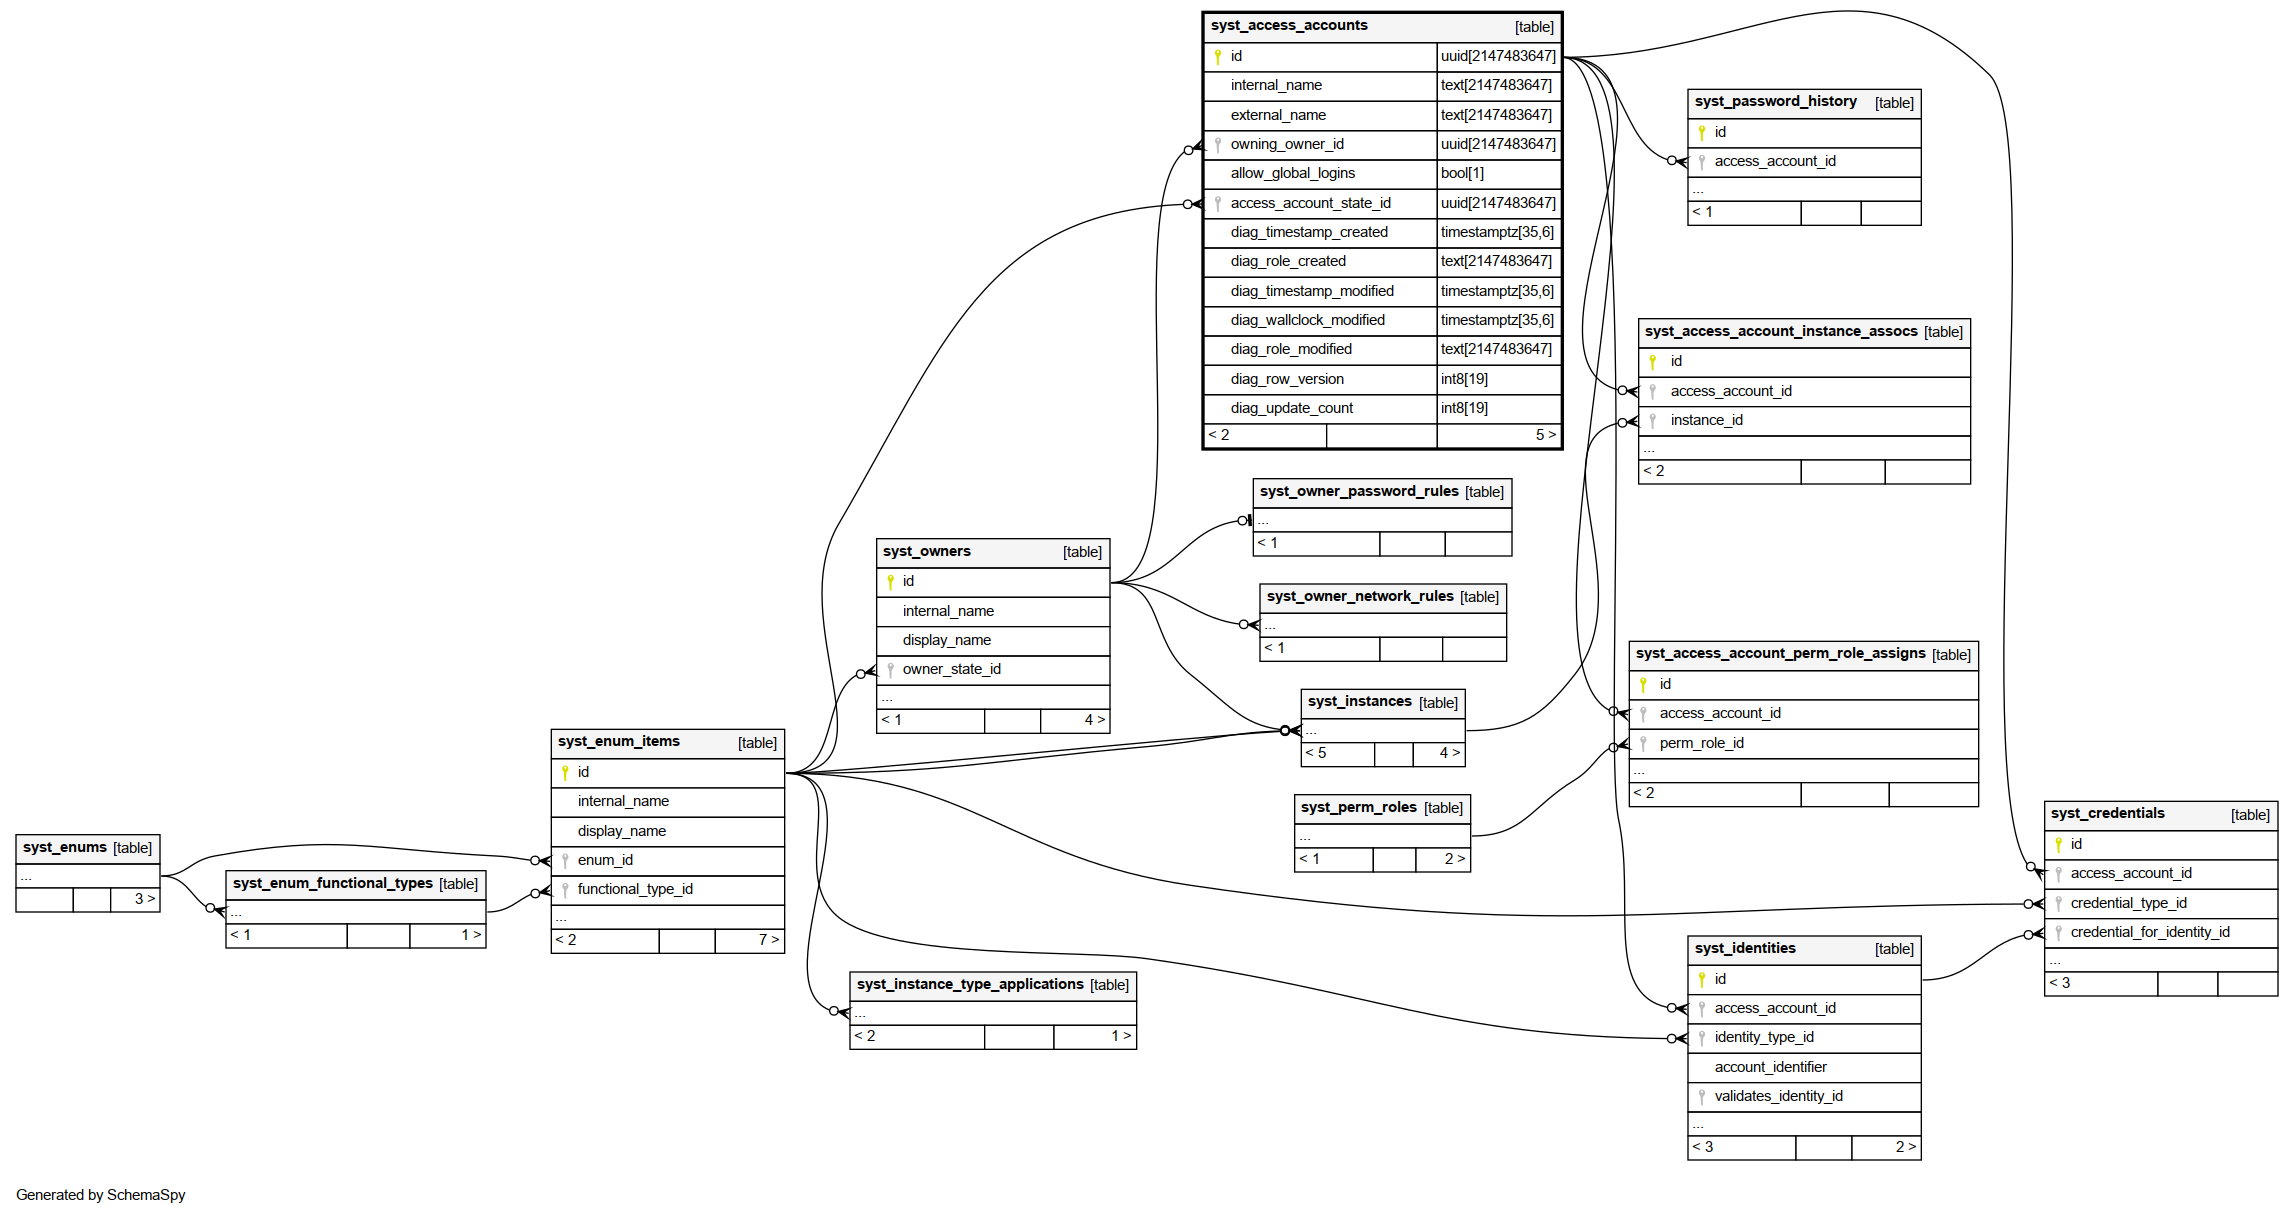 syst_access_accounts [table]
id uuid[2147483647]
internal_name text[2147483647]
external_name text[2147483647]
owning_owner_id uuid[2147483647]
allow_global_logins bool[1]
access_account_state_id uuid[2147483647]
diag_timestamp_created timestamptz[35,6]
diag_role_created text[2147483647]
diag_timestamp_modified timestamptz[35,6]
diag_wallclock_modified timestamptz[35,6]
diag_role_modified text[2147483647]
diag_row_version int8[19]
diag_update_count int8[19]
< 2 5 >
syst_password_history [table]
id
access_account_id
...
< 1
syst_access_account_instance_assocs [table]
id
access_account_id
instance_id
...
< 2
syst_owner_password_rules [table]
...
< 1
syst_owners [table]
id
internal_name
display_name
owner_state_id
...
< 1 4 >
syst_owner_network_rules [table]
...
< 1
syst_access_account_perm_role_assigns [table]
id
access_account_id
perm_role_id
...
< 2
syst_instances [table]
...
< 5 4 >
syst_enum_items [table]
id
internal_name
display_name
enum_id
functional_type_id
...
< 2 7 >
syst_perm_roles [table]
...
< 1 2 >
syst_credentials [table]
id
access_account_id
credential_type_id
credential_for_identity_id
...
< 3
syst_enums [table]
...
3 >
syst_enum_functional_types [table]
...
< 1 1 >
syst_identities [table]
id
access_account_id
identity_type_id
account_identifier
validates_identity_id
...
< 3 2 >
syst_instance_type_applications [table]
...
< 2 1 >
Generated by SchemaSpy